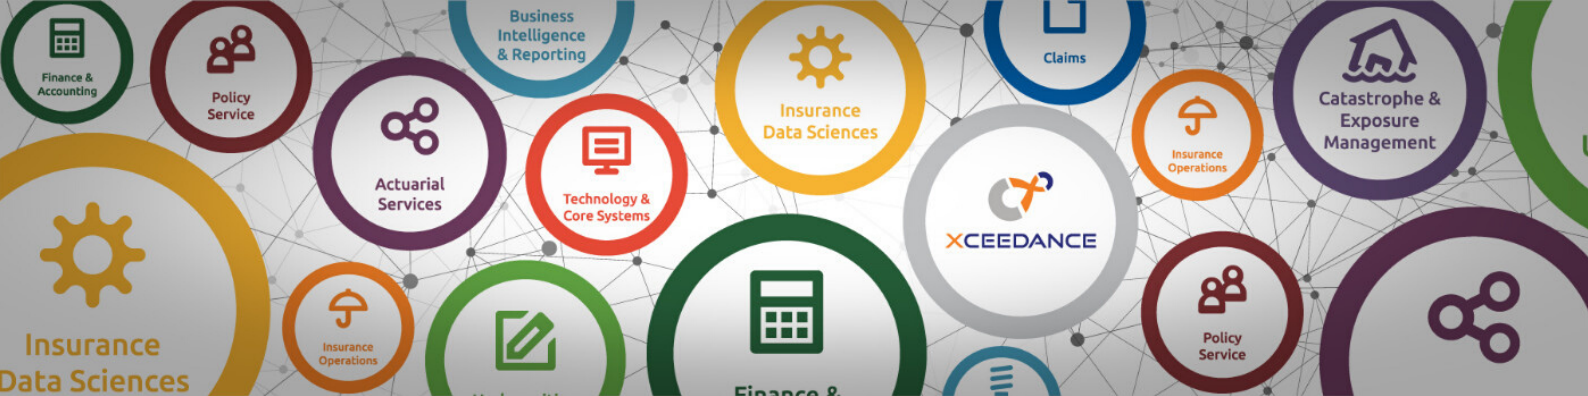 Finance &
Accounting
Policy
Service
Business
Intelligence
& Reporting
Actuarial
Services
Technology &
Core Systems
Insurance
Data Sciences
Claims
Insurance
Operations
Catastrophe &
Exposure
Management
XCEEDANCE
Insurance
Data Sciences
Insurance
Operations
Finance &
Policy
Service